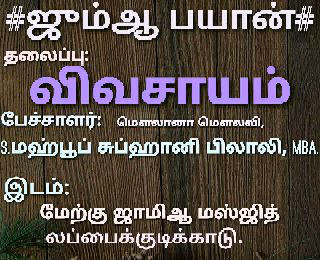 #ஜும்ஆ பயான்#
தலைப்பு:
விவசாயம்
பேச்சாளர்: மௌலானா மௌலவி,
S.மஹ்பூப் சுப்ஹானி பிலாலி, MBA.
இடம்:
மேற்கு ஜாமிஆ மஸ்ஜித்
லப்பைக்குடிக்காடு.